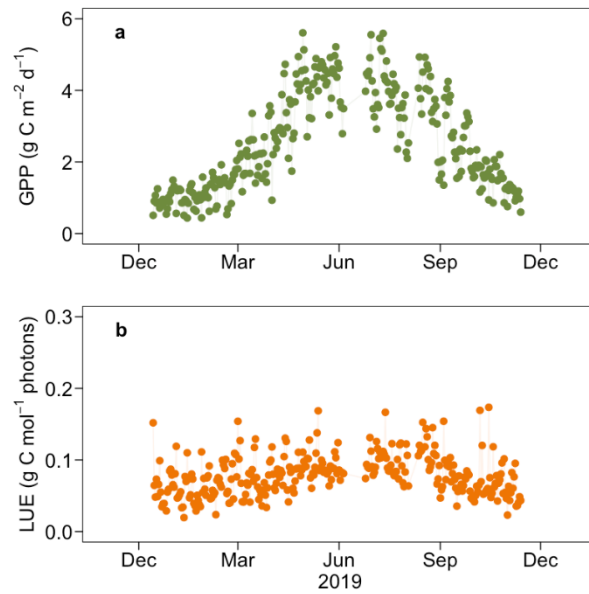 a
6
4
2
0
GPP (g C m⁻² d⁻¹)
Dec Mar Jun Sep Dec
b
0.3
0.2
0.1
0.0
LUE (g C mol⁻¹ photons)
Dec Mar Jun Sep Dec
2019